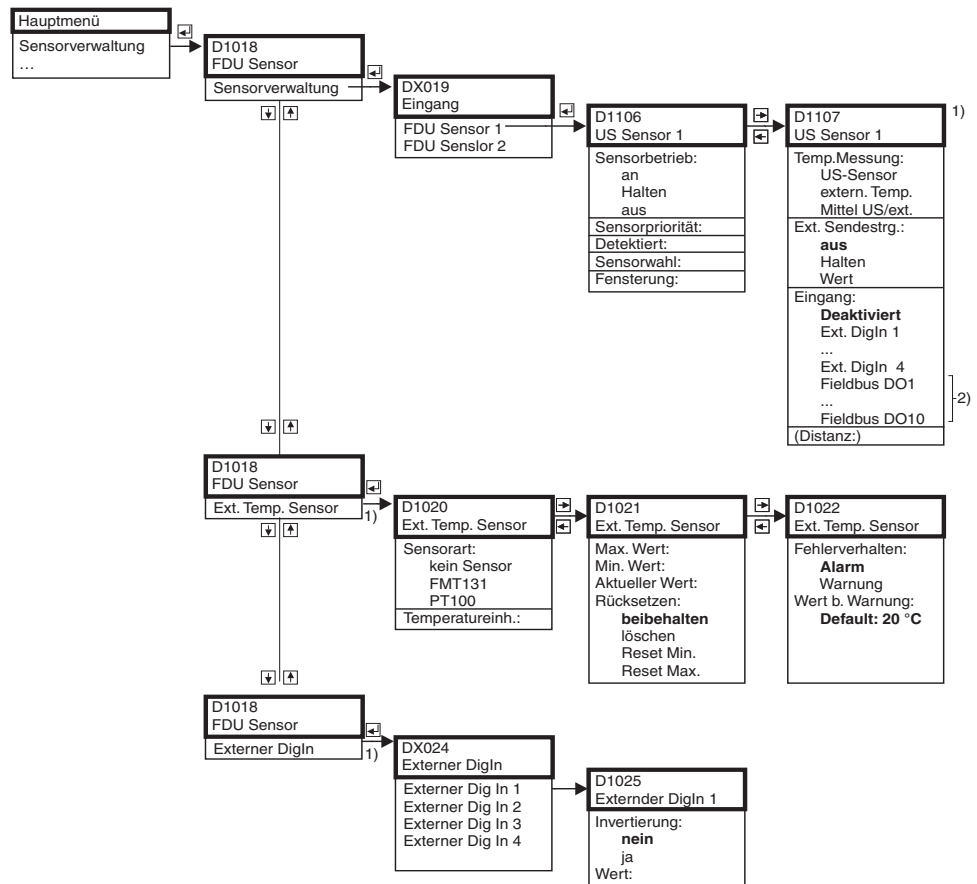 Hauptmenü
Sensorverwaltung
...
D1018
FDU Sensor
Sensorverwaltung
DX019
Eingang
FDU Sensor 1
FDU Senslor 2
D1106
US Sensor 1
Sensorbetrieb:
an
Halten
aus
Sensorpriorität:
Detektiert:
Sensorwahl:
Fensterung:
D1107
US Sensor 1
1)
Temp.Messung:
US-Sensor
extern. Temp.
Mittel US/ext.
Ext. Sendestrg.:
aus
Halten
Wert
Eingang:
Deaktiviert
Ext. DigIn 1
...
Ext. DigIn 4
Fieldbus DO1
...
Fieldbus DO10
2)
(Distanz:)
D1018
FDU Sensor
Ext. Temp. Sensor
1)
D1020
Ext. Temp. Sensor
Sensorart:
kein Sensor
FMT131
PT100
Temperatureinh.:
D1021
Ext. Temp. Sensor
Max. Wert:
Min. Wert:
Aktueller Wert:
Rücksetzen:
beibehalten
löschen
Reset Min.
Reset Max.
D1022
Ext. Temp. Sensor
Fehlerverhalten:
Alarm
Warnung
Wert b. Warnung:
Default: 20 °C
D1018
FDU Sensor
Externer DigIn
1)
DX024
Externer DigIn
Externer Dig In 1
Externer Dig In 2
Externer Dig In 3
Externer Dig In 4
D1025
Externder DigIn 1
Invertierung:
nein
ja
Wert: